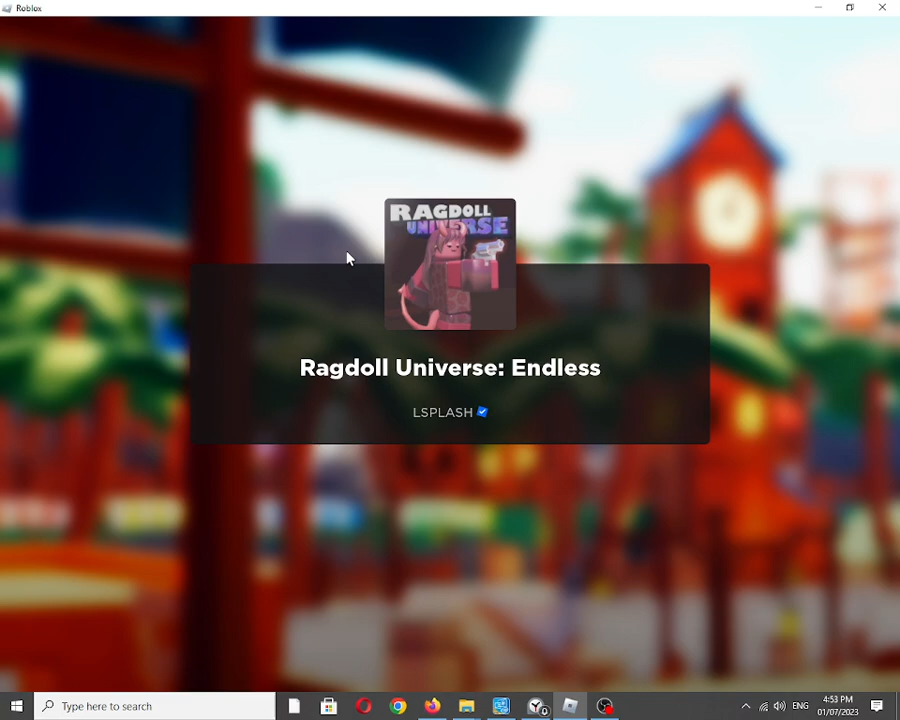 Roblox
RAGDOLL
UNIVERSE
Ragdoll Universe: Endless
LSPLASH
Type here to search
ENG
4:53 PM
01/07/2023